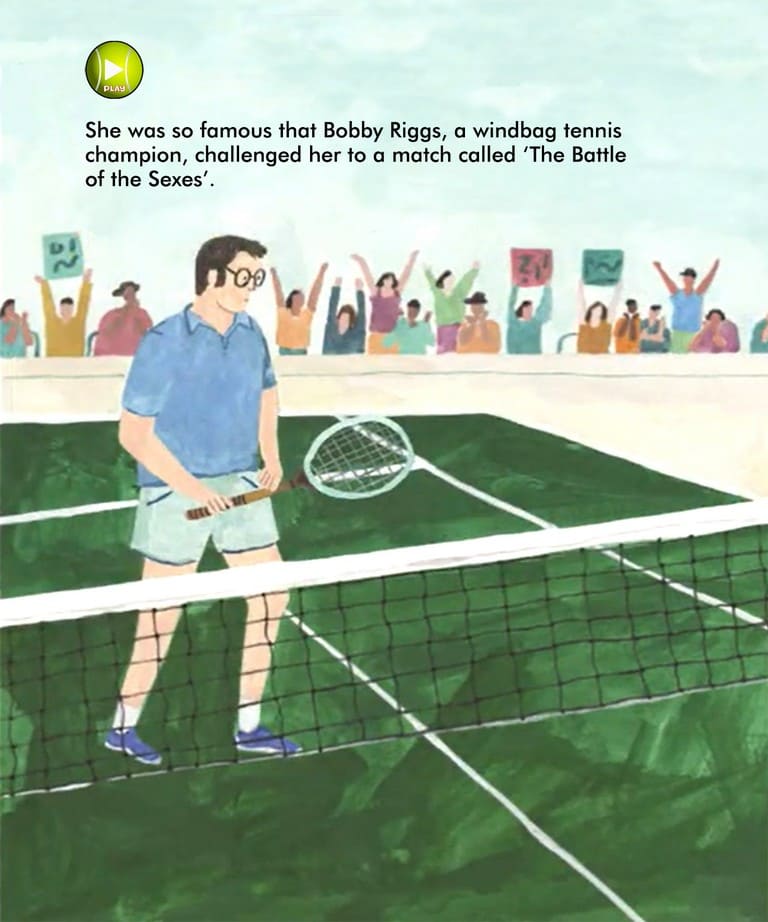 PLAY
She was so famous that Bobby Riggs, a windbag tennis
champion, challenged her to a match called ‘The Battle
of the Sexes’.